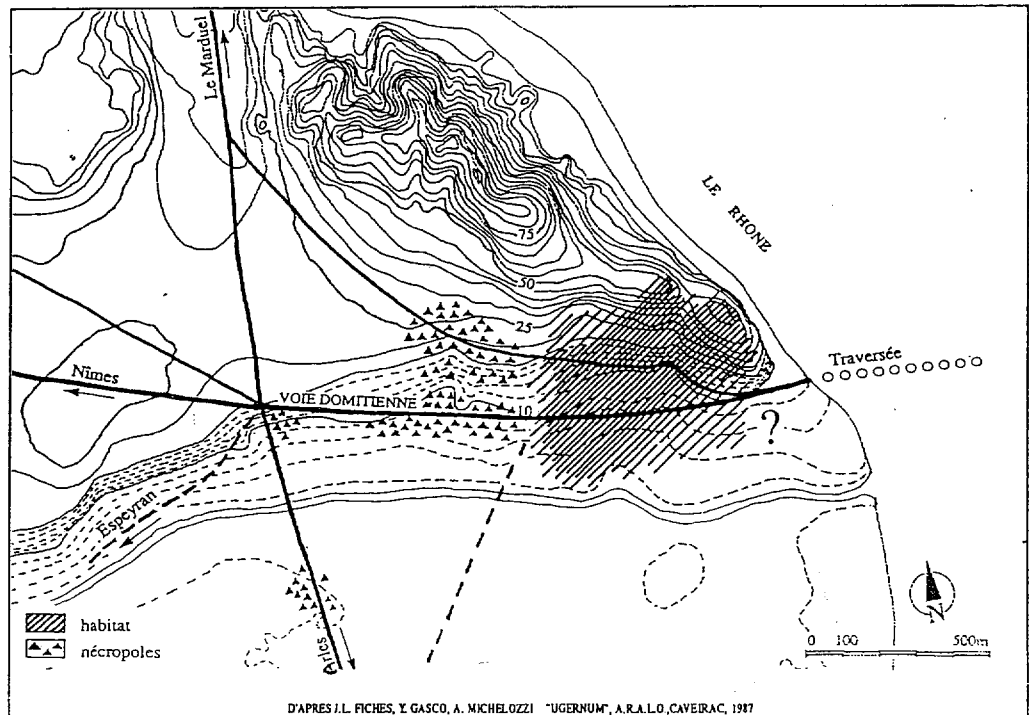 Le Marduel
LE RHONE
75
50
25
Traversée
Nîmes
VOIE DOMITIENNE
10
?
Espeyran
N
habitat
nécropoles
Arles
0 100 500m
D'APRES J.L. FICHES, Y. GASCO, A. MICHELOZZI "UGERNUM", A.R.A.L.O., CAVEIRAC, 1987